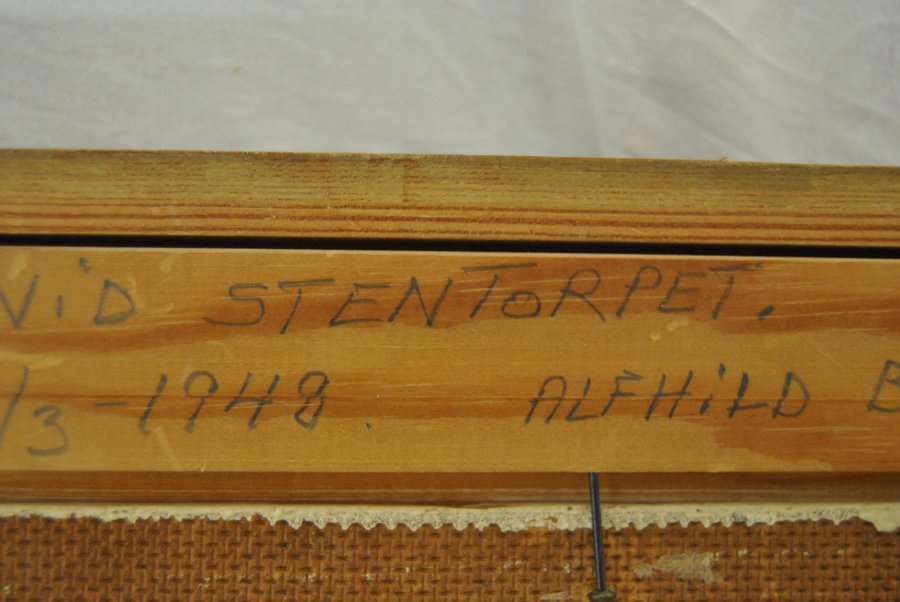 ViD STENTORPET.
/3-1948. ALFHiLD B